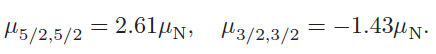 μ5/2,5/2 = 2.61μN, μ3/2,3/2 = −1.43μN.